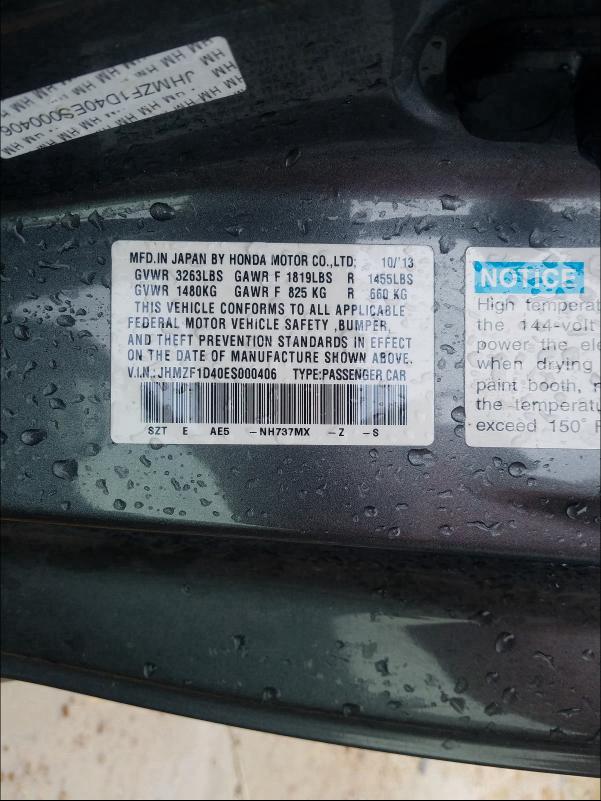 JHMZF1D40ES000406
MFD.IN JAPAN BY HONDA MOTOR CO.,LTD; 10/'13
GVWR 3263LBS GAWR F 1819LBS R 1455LBS
GVWR 1480KG GAWR F 825 KG R 660 KG
THIS VEHICLE CONFORMS TO ALL APPLICABLE
FEDERAL MOTOR VEHICLE SAFETY ,BUMPER,
AND THEFT PREVENTION STANDARDS IN EFFECT
ON THE DATE OF MANUFACTURE SHOWN ABOVE.
V.I.N.:JHMZF1D40ES000406 TYPE:PASSENGER CAR
SZT E AE5 -NH737MX -Z -S
NOTICE
High temperat
the 144-volt
power the ele
when drying
paint booth,
the temperatu
exceed 150° F